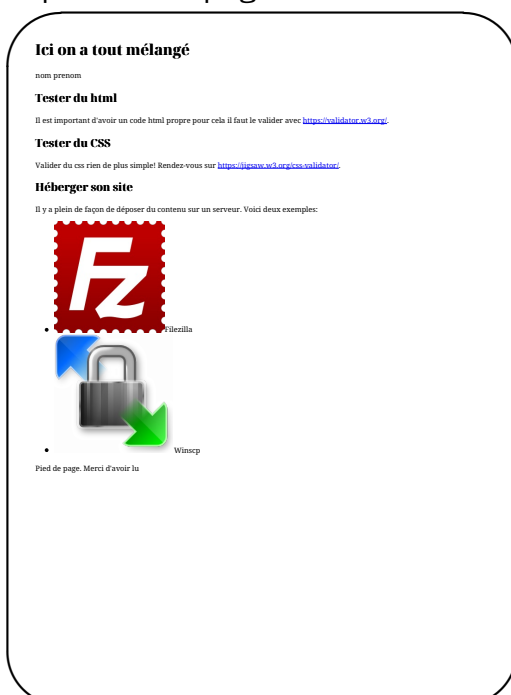 Ici on a tout mélangé
nom prenom
Tester du html
Il est important d'avoir un code html propre pour cela il faut le valider avec https://validator.w3.org/.
Tester du CSS
Valider du css rien de plus simple! Rendez-vous sur https://jigsaw.w3.org/css-validator/.
Héberger son site
Il y a plein de façon de déposer du contenu sur un serveur. Voici deux exemples:
Fz
Filezilla
Winscp
Pied de page. Merci d'avoir lu